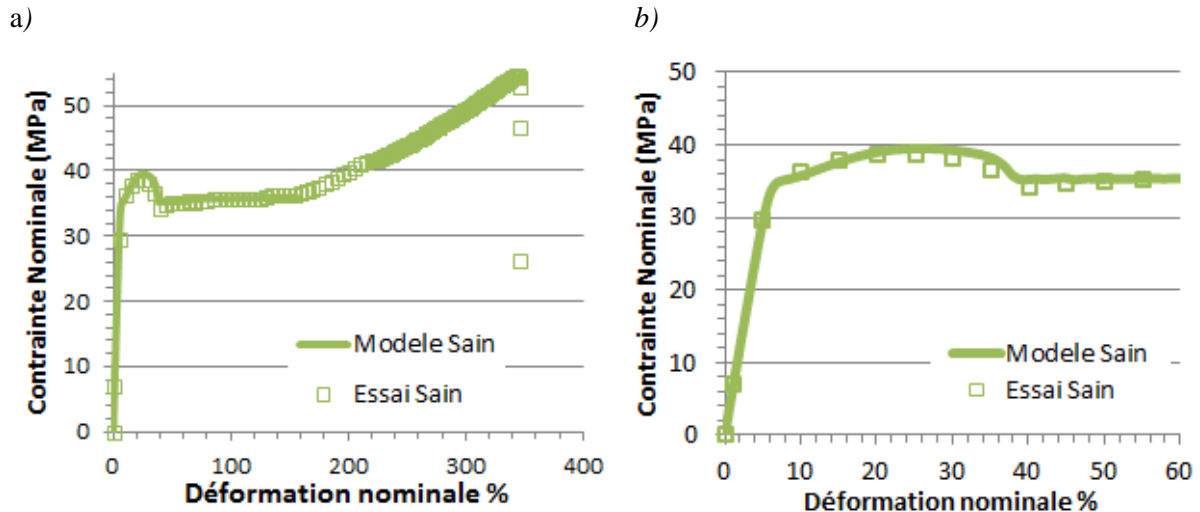 a) b)
Contrainte Nominale (MPa)
50
40
30
20
10
0
Modele Sain
Essai Sain
0 100 200 300 400
Déformation nominale %
Contrainte Nominale (MPa)
50
40
30
20
10
0
Modele Sain
Essai Sain
0 10 20 30 40 50 60
Déformation nominale %